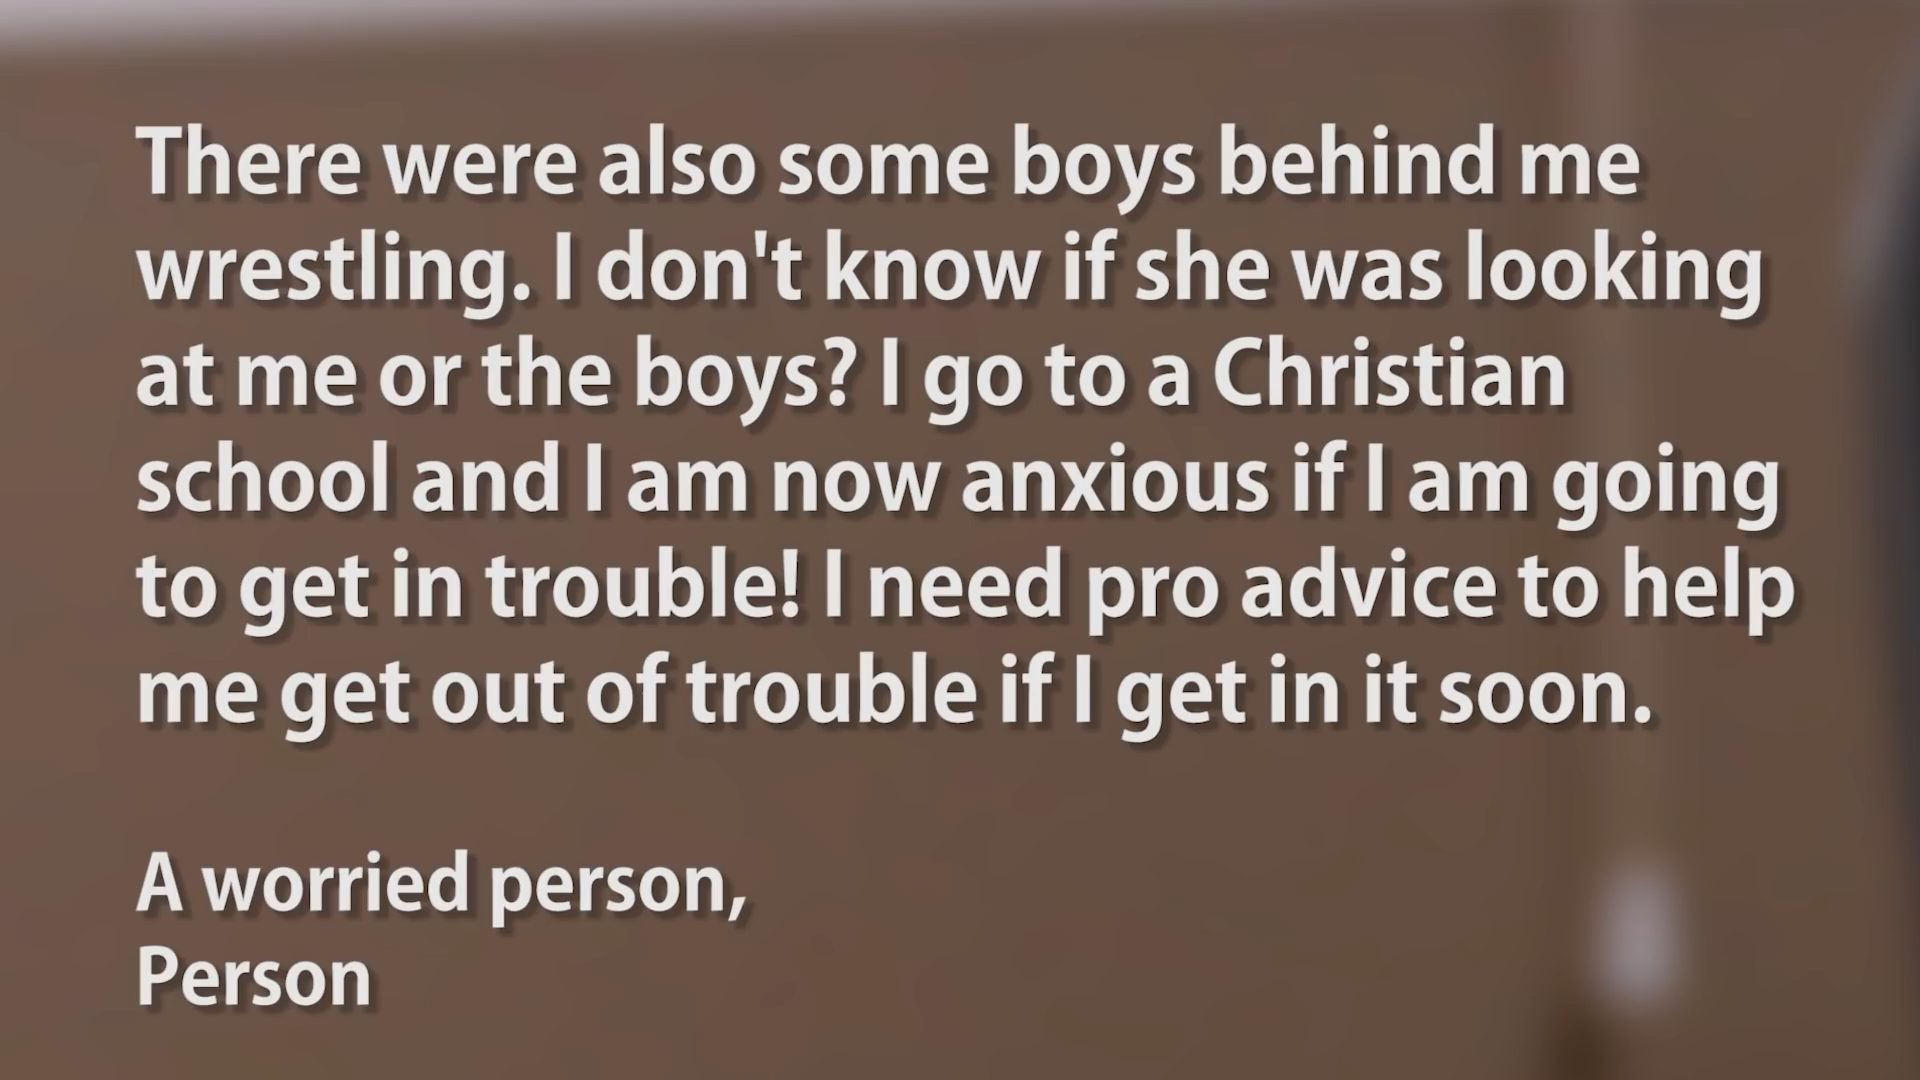 There were also some boys behind me
wrestling. I don't know if she was looking
at me or the boys? I go to a Christian
school and I am now anxious if I am going
to get in trouble! I need pro advice to help
me get out of trouble if I get in it soon.
A worried person,
Person